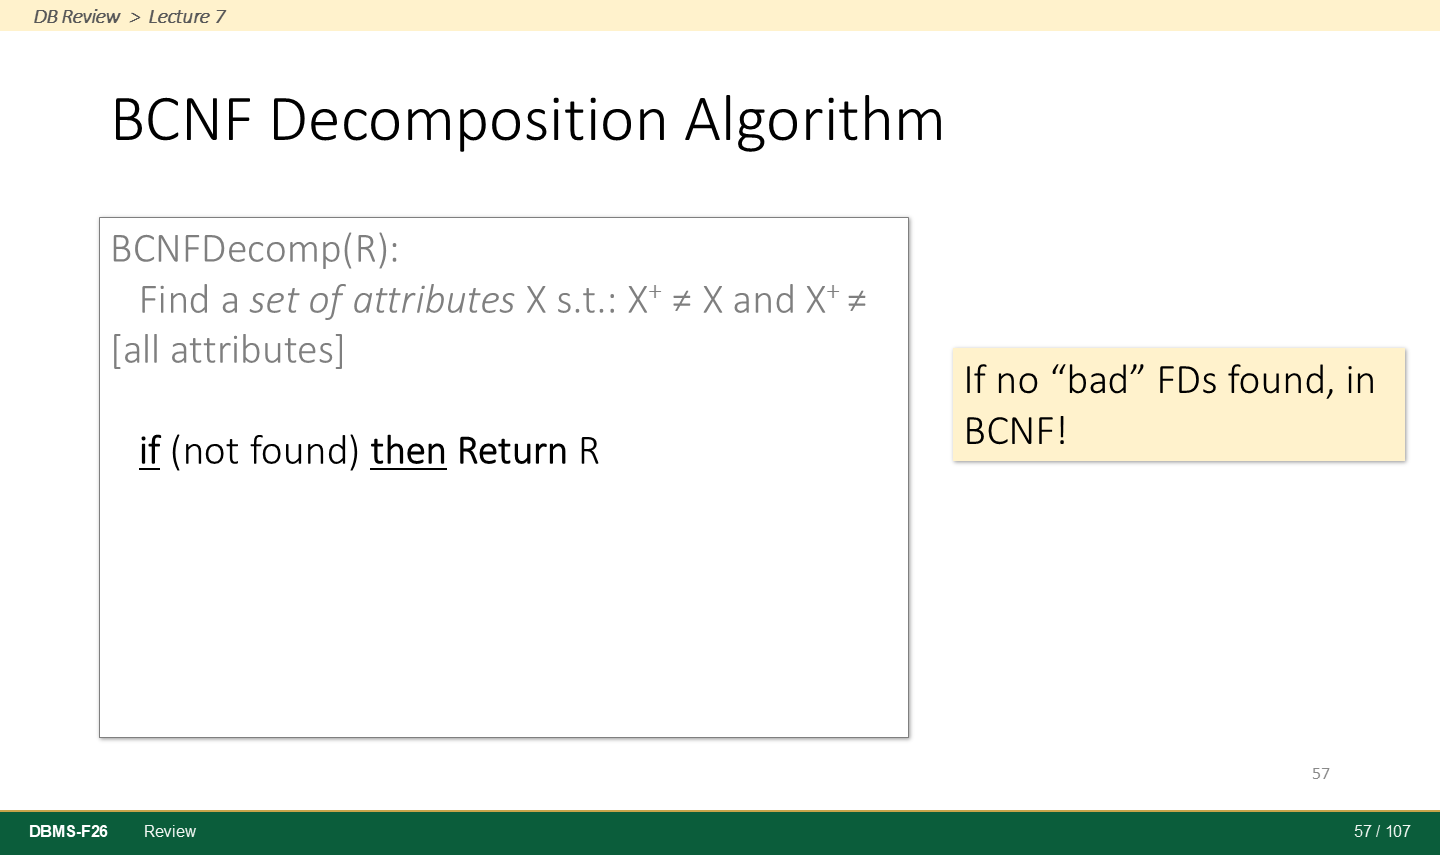 DB Review > Lecture 7
BCNF Decomposition Algorithm
BCNFDecomp(R):
Find a set of attributes X s.t.: X⁺ ≠ X and X⁺ ≠
[all attributes]
if (not found) then Return R
If no “bad” FDs found, in
BCNF!
57
DBMS-F26 Review 57 / 107